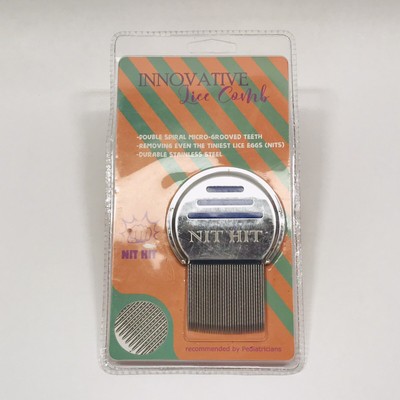 INNOVATIVE
Lice Comb
-DOUBLE SPIRAL MICRO-GROOVED TEETH
-REMOVING EVEN THE TINIEST LICE EGGS (NITS)
-DURABLE STAINLESS STEEL
NIT HIT
NIT HIT
recommended by Pediatricians